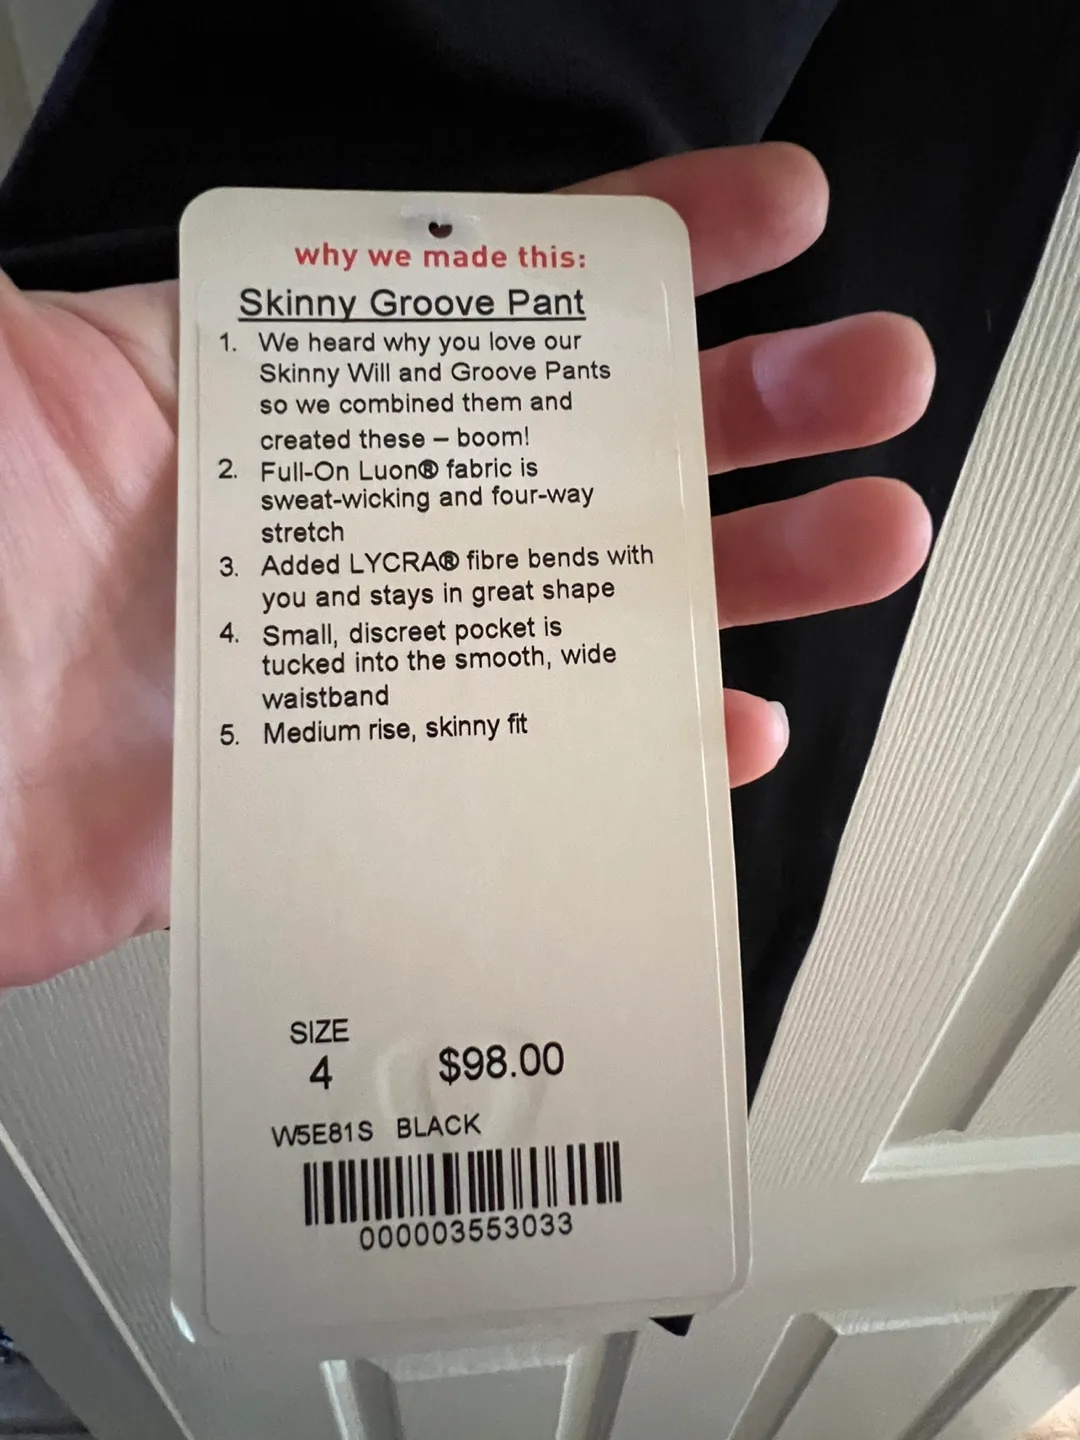 why we made this:
Skinny Groove Pant
1. We heard why you love our
Skinny Will and Groove Pants
so we combined them and
created these – boom!
2. Full-On Luon® fabric is
sweat-wicking and four-way
stretch
3. Added LYCRA® fibre bends with
you and stays in great shape
4. Small, discreet pocket is
tucked into the smooth, wide
waistband
5. Medium rise, skinny fit
SIZE
4 $98.00
W5E81S BLACK
000003553033